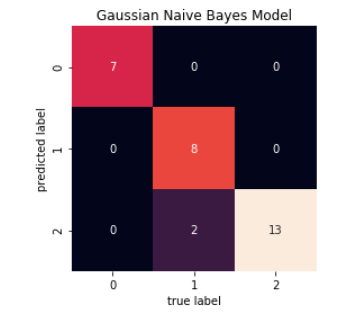 Gaussian Naive Bayes Model
0 7 0 0
1 0 8 0
2 0 2 13
0 1 2
predicted label
true label